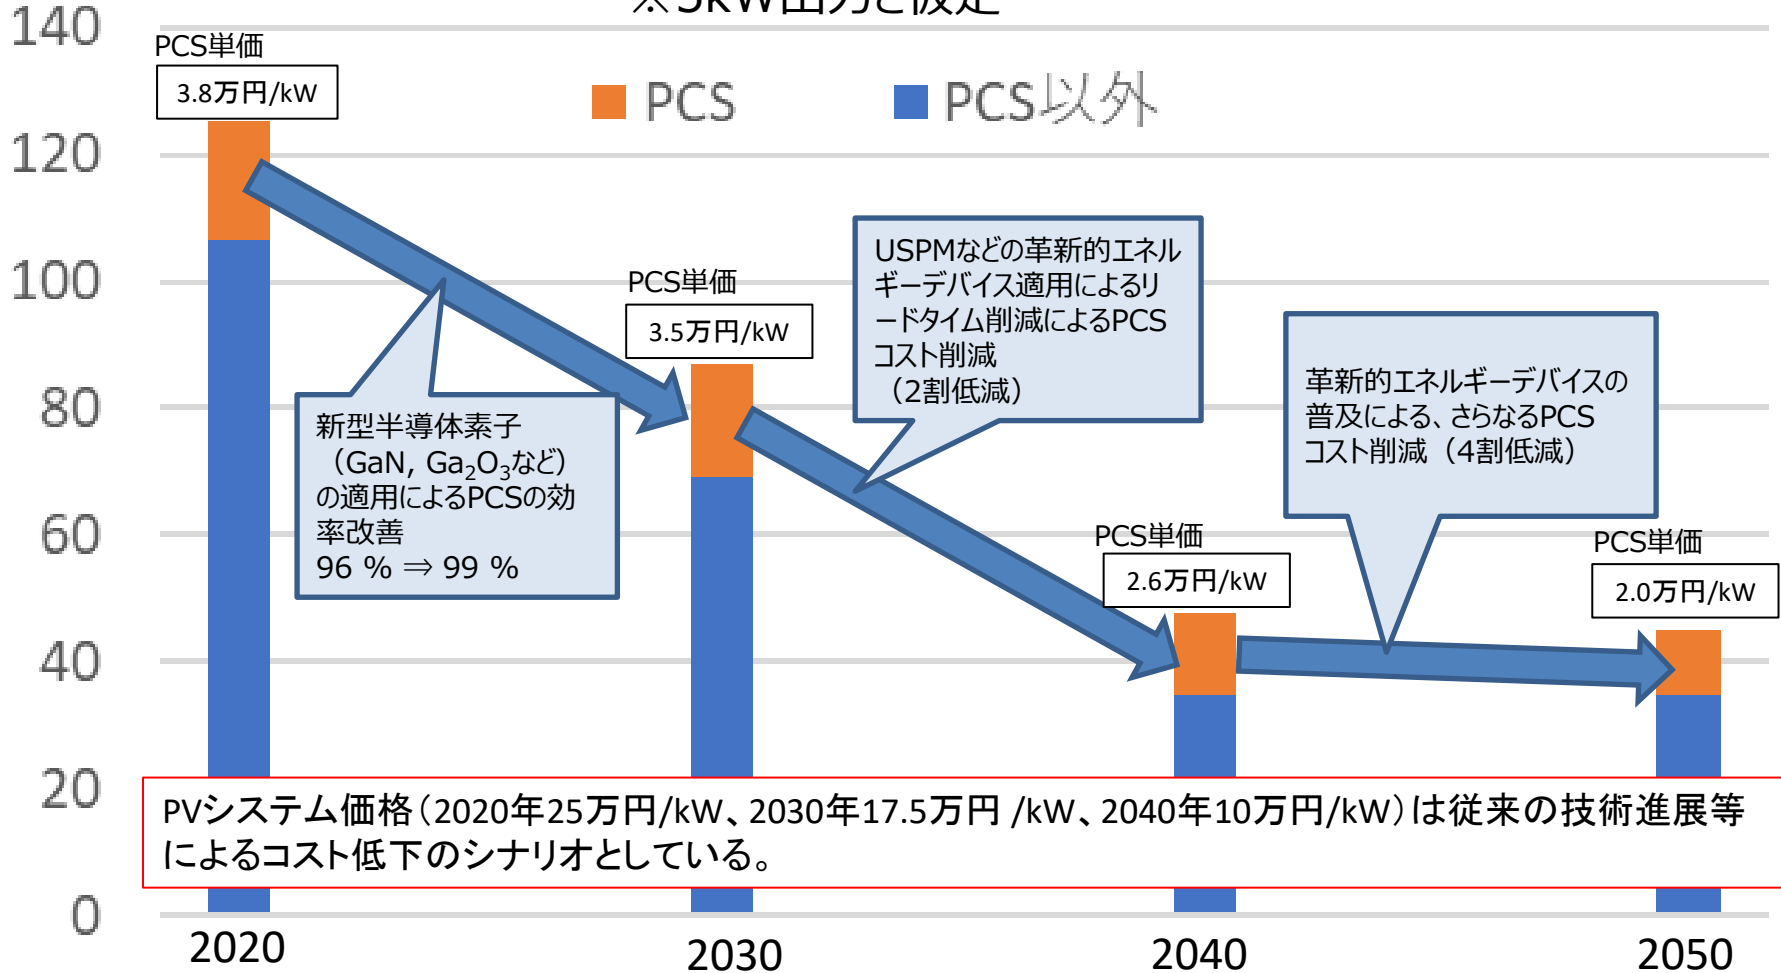 ※5kW出力と仮定
140
120
100
80
60
40
20
0
PCS
PCS以外
PCS単価
3.8万円/kW
PCS単価
3.5万円/kW
PCS単価
2.6万円/kW
PCS単価
2.0万円/kW
新型半導体素子
（GaN, Ga₂O₃など）
の適用によるPCSの効
率改善
96 % ⇒ 99 %
USPMなどの革新的エネル
ギーデバイス適用によるリ
ードタイム削減によるPCS
コスト削減
（2割低減）
革新的エネルギーデバイスの
普及による、さらなるPCS
コスト削減（4割低減）
PVシステム価格（2020年25万円/kW、2030年17.5万円 /kW、2040年10万円/kW）は従来の技術進展等
によるコスト低下のシナリオとしている。
2020
2030
2040
2050